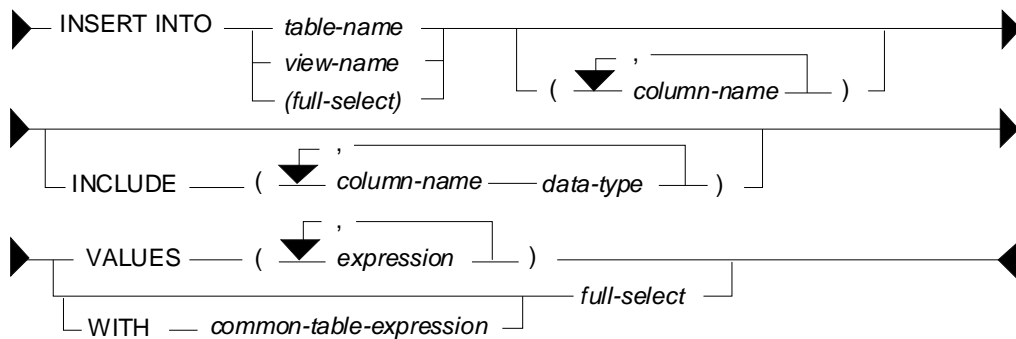 INSERT INTO table-name
view-name
(full-select)
,
( column-name )
,
INCLUDE ( column-name data-type )
,
VALUES ( expression )
full-select
WITH common-table-expression